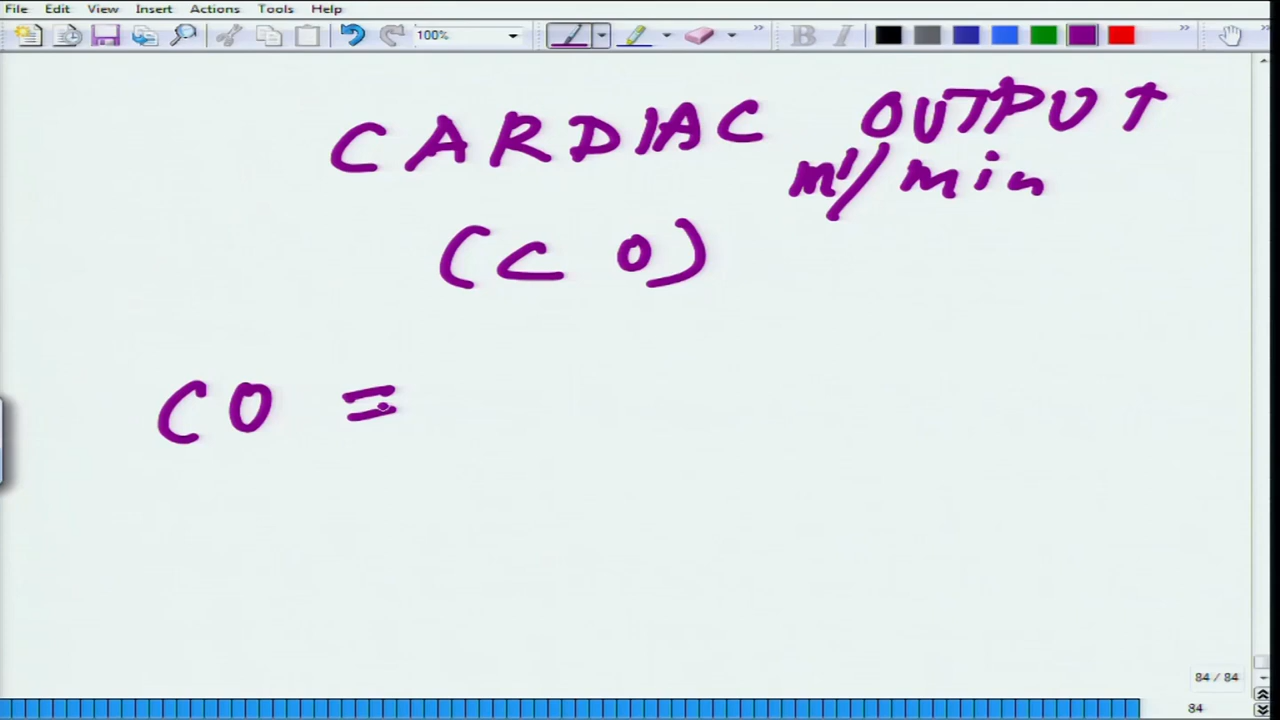 File Edit View Insert Actions Tools Help
100%
CARDIAC OUTPUT
ml/min
(CO)
CO =
84 / 84
84